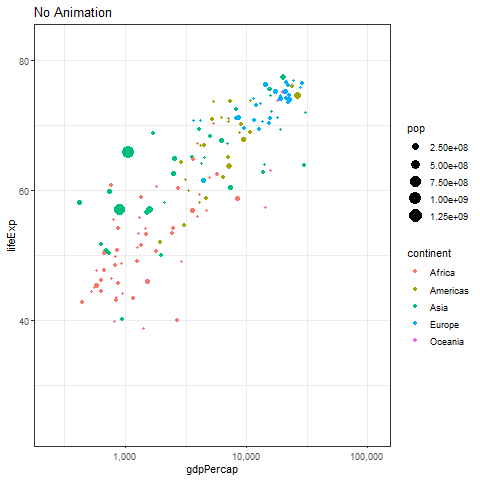 No Animation
lifeExp
80
60
40
1,000
10,000
100,000
gdpPercap
pop
2.50e+08
5.00e+08
7.50e+08
1.00e+09
1.25e+09
continent
Africa
Americas
Asia
Europe
Oceania